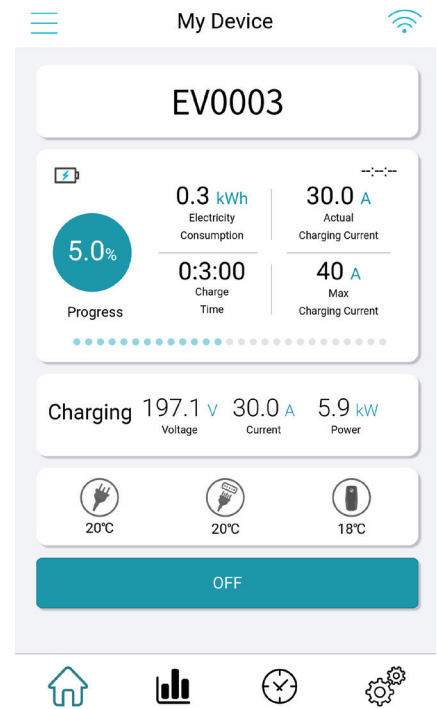 My Device
EV0003
--:--:--
0.3 kWh
Electricity
Consumption
30.0 A
Actual
Charging Current
5.0%
Progress
0:3:00
Charge
Time
40 A
Max
Charging Current
Charging
197.1 V
Voltage
30.0 A
Current
5.9 kW
Power
20℃
20℃
18℃
OFF